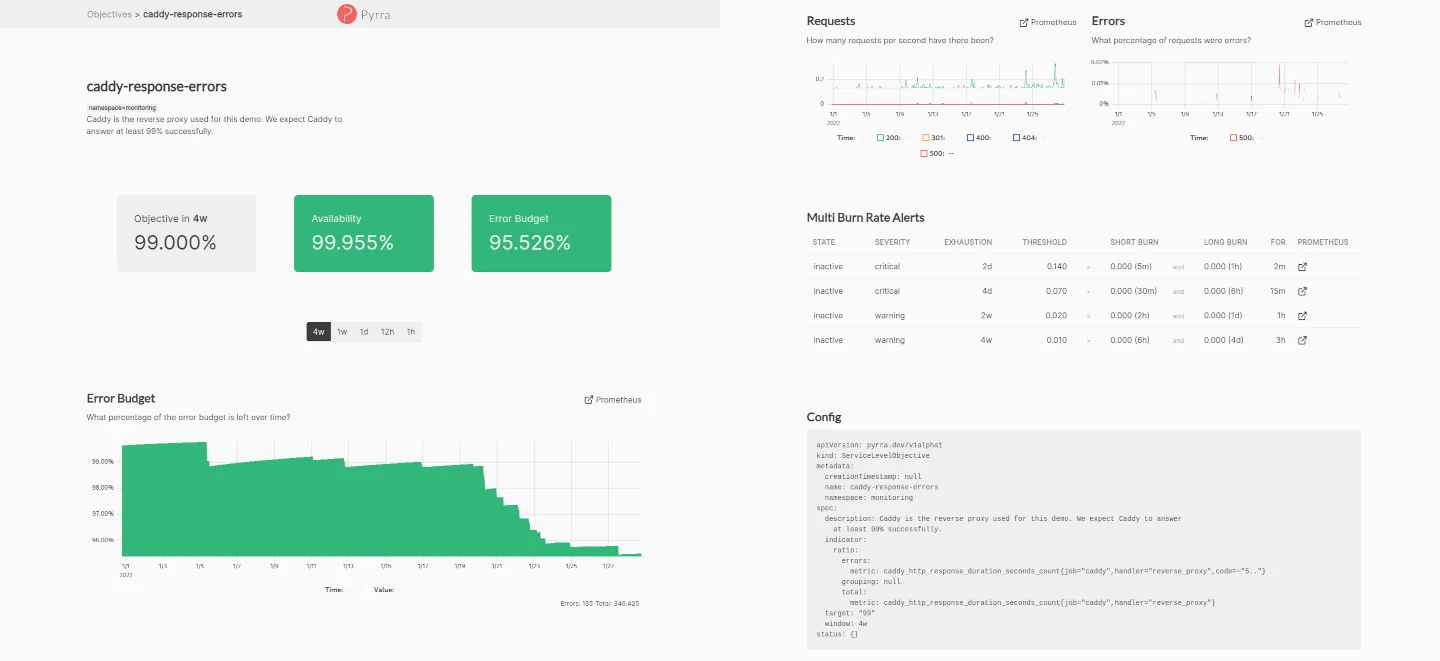 Objectives > caddy-response-errors
Pyrra
caddy-response-errors
namespace=monitoring
Caddy is the reverse proxy used for this demo. We expect Caddy to
answer at least 99% successfully.
Objective in 4w
99.000%
Availability
99.955%
Error Budget
95.526%
4w 1w 1d 12h 1h
Error Budget
Prometheus
What percentage of the error budget is left over time?
99.00%
98.00%
97.00%
96.00%
1/1 1/3 1/5 1/7 1/9 1/11 1/13 1/15 1/17 1/19 1/21 1/23 1/25 1/27
2022
Time: -- Value: --
Errors: 155 Total: 346,425
Requests
Prometheus
How many requests per second have there been?
0.2
0
1/1 1/5 1/9 1/13 1/17 1/21 1/25
2022
Time: -- 200: -- 301: -- 400: -- 404: --
500: --
Errors
Prometheus
What percentage of requests were errors?
0.02%
0.01%
0%
1/1 1/5 1/9 1/13 1/17 1/21 1/25
2022
Time: -- 500: --
Multi Burn Rate Alerts
STATE SEVERITY EXHAUSTION THRESHOLD SHORT BURN LONG BURN FOR PROMETHEUS
inactive critical 2d 0.140 > 0.000 (5m) and 0.000 (1h) 2m
inactive critical 4d 0.070 > 0.000 (30m) and 0.000 (6h) 15m
inactive warning 2w 0.020 > 0.000 (2h) and 0.000 (1d) 1h
inactive warning 4w 0.010 > 0.000 (6h) and 0.000 (4d) 3h
Config
apiVersion: pyrra.dev/v1alpha1
kind: ServiceLevelObjective
metadata:
  creationTimestamp: null
  name: caddy-response-errors
  namespace: monitoring
spec:
  description: Caddy is the reverse proxy used for this demo. We expect Caddy to answer
    at least 99% successfully.
  indicator:
    ratio:
      errors:
        metric: caddy_http_response_duration_seconds_count{job="caddy",handler="reverse_proxy",code=~"5.."}
      grouping: null
      total:
        metric: caddy_http_response_duration_seconds_count{job="caddy",handler="reverse_proxy"}
  target: "99"
  window: 4w
status: {}